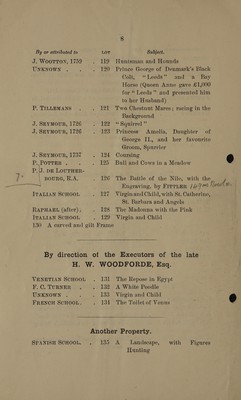 8
By or attributed to LOT Subject.
J. WOOTTON, 1759 . 119 Huntsman and Hounds
UNKNOWN . . . 120 Prince George of Denmark's Black
Colt, “Leeds” and a Bay
Horse (Queen Anne gave £1,000
for “Leeds” and presented him
to her Husband)
P. TILLEMANS . . 121 Two Chestnut Mares; racing in the
Background
J. SEYMOUR, 1726 . 122 “Squirrel”
J. SEYMOUR, 1726 . 123 Princess Amelia, Daughter of
George II., and her favourite
Groom, Spurrier
J. SEYMOUR, 1737 . 124 Coursing
P. POTTER . . . 125 Bull and Cows in a Meadow
P. J. DE LOUTHER-
BOURG, R.A. . 126 The Battle of the Nile, with the
Engraving, by FITTLER
ITALIAN SCHOOL . 127 Virgin and Child, with St. Catherine,
St. Barbara and Angels
RAPHAEL (after) . 128 The Madonna with the Pink
ITALIAN SCHOOL . 129 Virgin and Child
130 A carved and gilt Frame
By direction of the Executors of the late
H. W. WOODFORDE, Esq.
VENETIAN SCHOOL . 131 The Repose in Egypt
F. C. TURNER . . 132 A White Poodle
UNKNOWN . . . 133 Virgin and Child
FRENCH SCHOOL . 134 The Toilet of Venus
Another Property.
SPANISH SCHOOL . 135 A Landscape, with Figures
Hunting